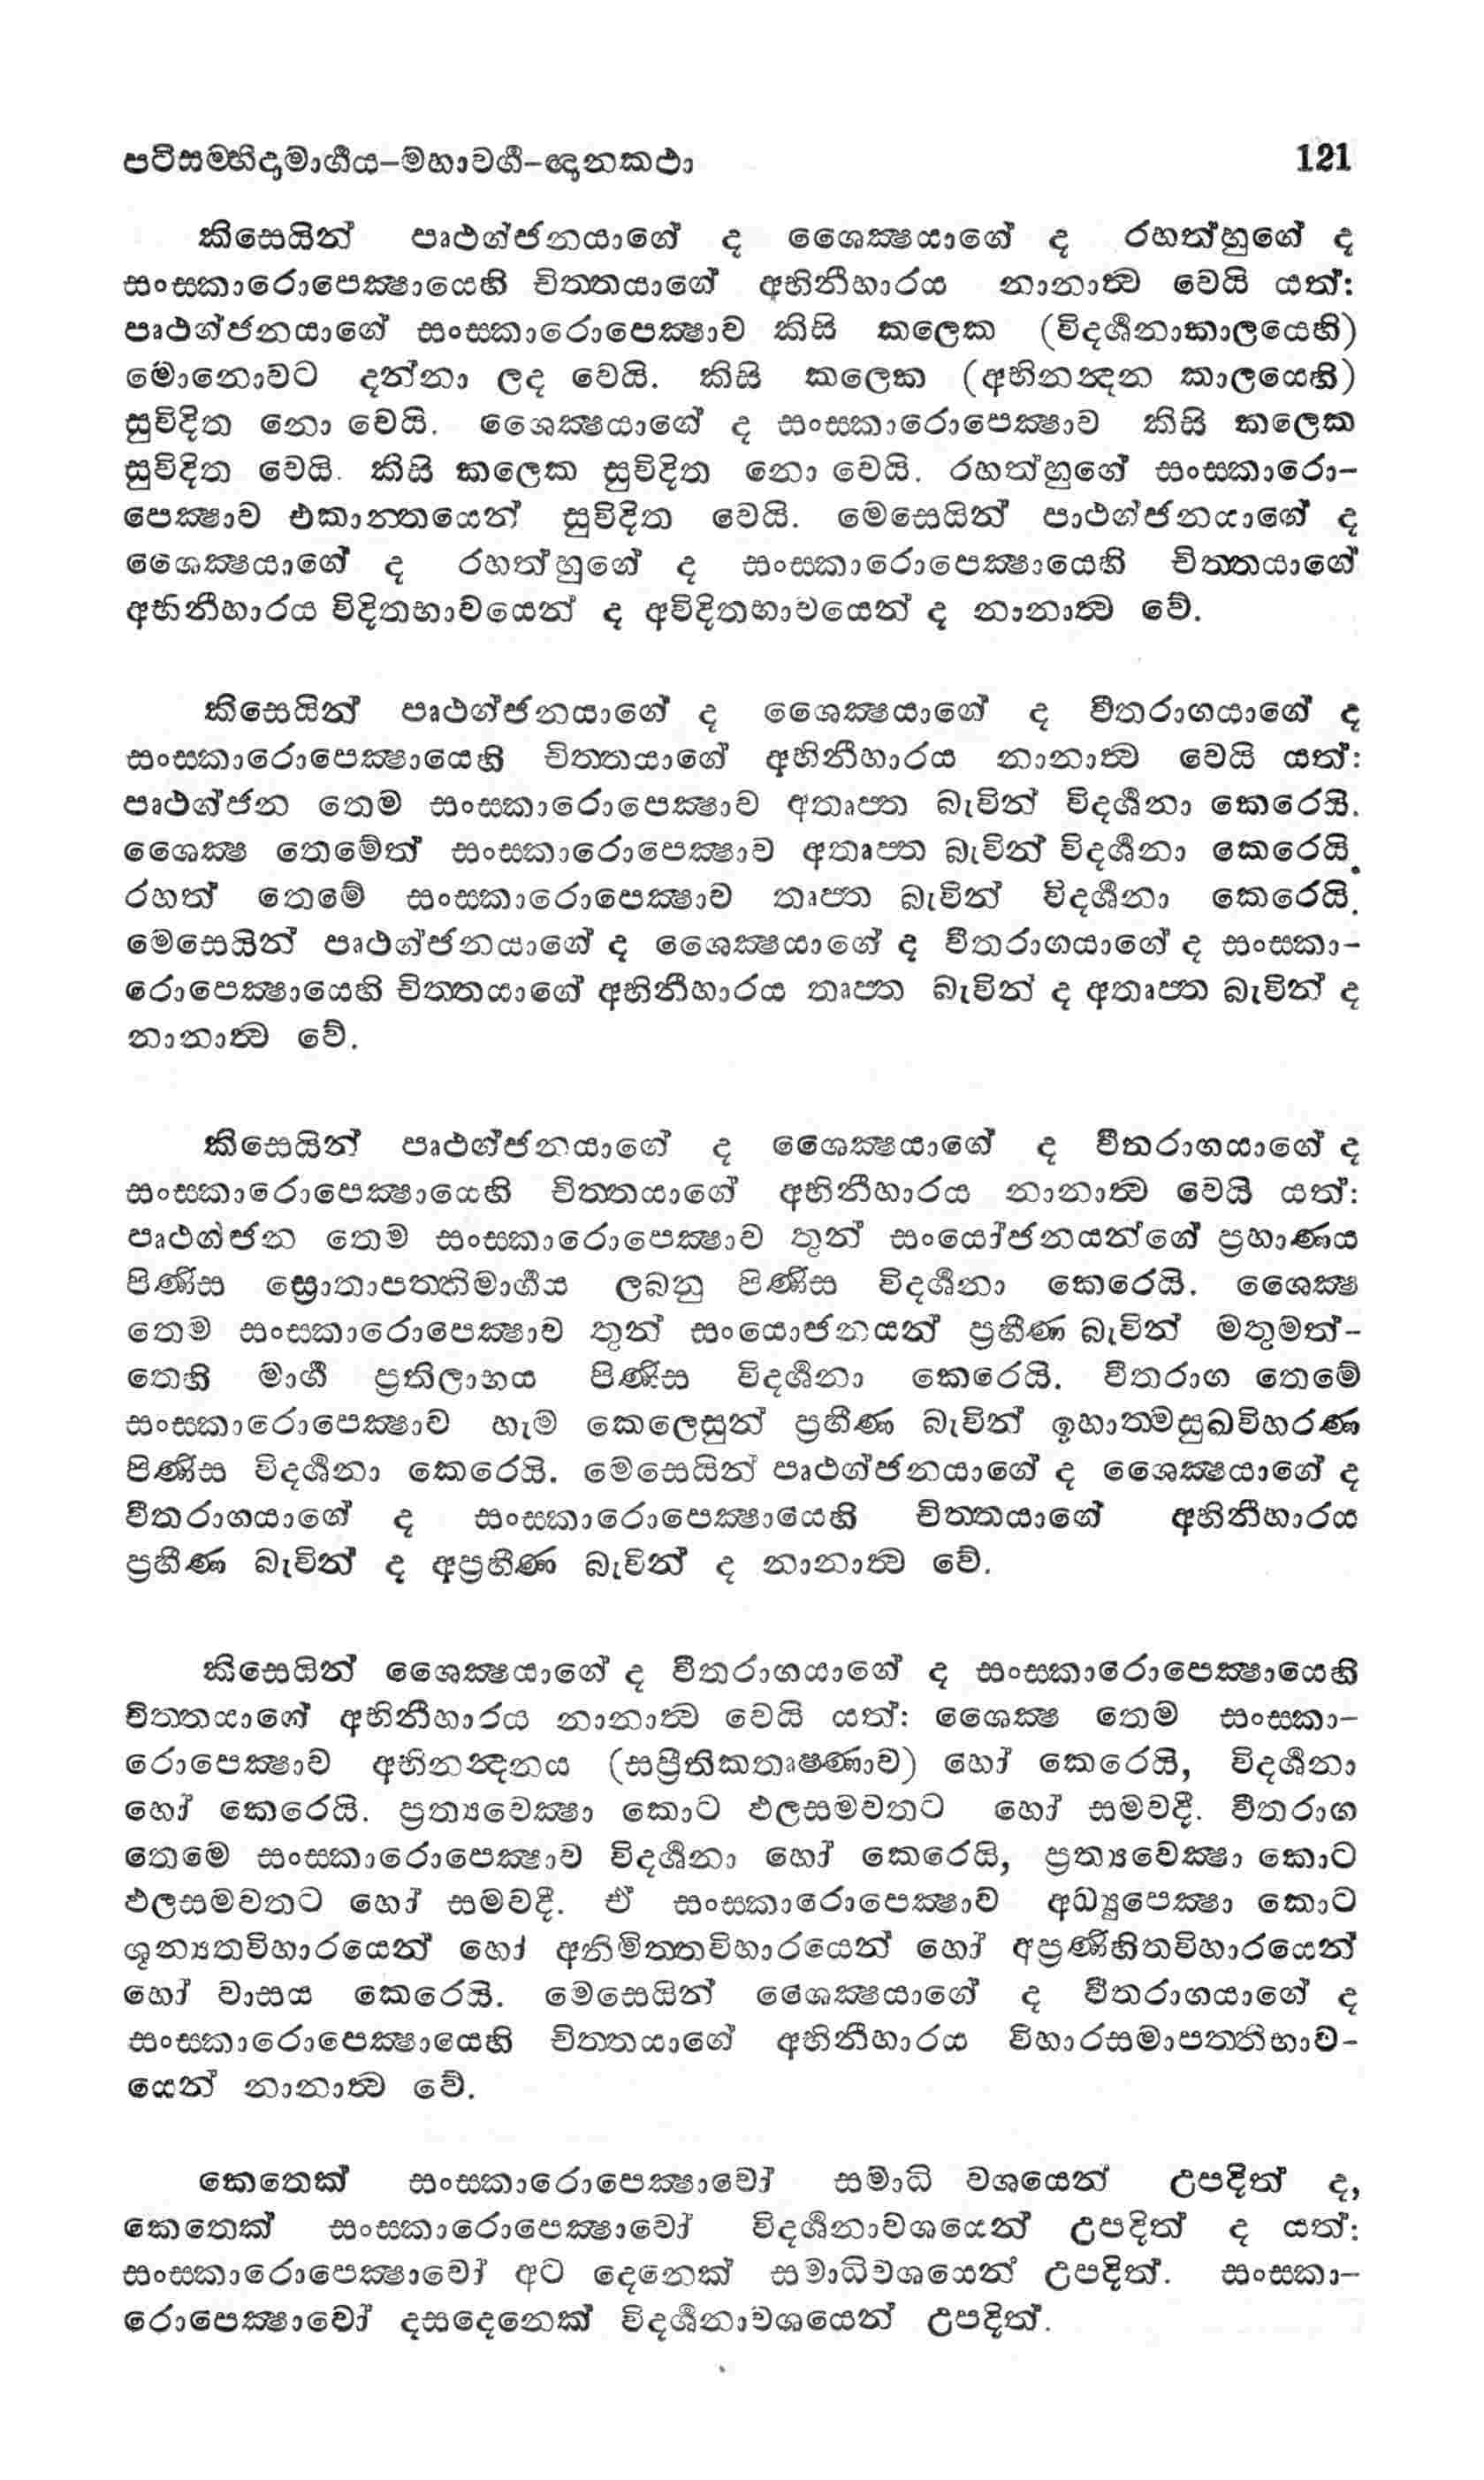 පටිසම්භිදාමාර්ගය-මහාවර්ග-ඥානකථා 121
කිසෙයින් පෘථග්ජනයාගේ ද ශෛක්ෂයාගේ ද රහත්හුගේ ද
සංස්කාරොපෙක්ෂායෙහි චිත්තයාගේ අභිනීහාරය නානාත්ව වෙයි යත්:
පෘථග්ජනයාගේ සංස්කාරොපෙක්ෂාව කිසි කලෙක (විදර්ශනාකාලයෙහි)
මොනොවට දන්නා ලද වෙයි. කිසි කලෙක (අභිනන්දන කාලයෙහි)
සුවිදිත නො වෙයි. ශෛක්ෂයාගේ ද සංස්කාරොපෙක්ෂාව කිසි කලෙක
සුවිදිත වෙයි. කිසි කලෙක සුවිදිත නො වෙයි. රහත්හුගේ සංස්කාරො-
පෙක්ෂාව එකාන්තයෙන් සුවිදිත වෙයි. මෙසෙයින් පාථග්ජනයාගේ ද
ශෛක්ෂයාගේ ද රහත්හුගේ ද සංස්කාරොපෙක්ෂායෙහි චිත්තයාගේ
අභිනීහාරය විදිතභාවයෙන් ද අවිදිතභාවයෙන් ද නානාත්ව වේ.
කිසෙයින් පෘථග්ජනයාගේ ද ශෛක්ෂයාගේ ද වීතරාගයාගේ ද
සංස්කාරොපෙක්ෂායෙහි චිත්තයාගේ අභිනීහාරය නානාත්ව වෙයි යත්:
පෘථග්ජන තෙම සංස්කාරොපෙක්ෂාව අතෘප්ත බැවින් විදර්ශනා කෙරෙයි.
ශෛක්ෂ තෙමේත් සංස්කාරොපෙක්ෂාව අතෘප්ත බැවින් විදර්ශනා කෙරෙයි.
රහත් තෙමේ සංස්කාරොපෙක්ෂාව තෘප්ත බැවින් විදර්ශනා කෙරෙයි.
මෙසෙයින් පෘථග්ජනයාගේ ද ශෛක්ෂයාගේ ද වීතරාගයාගේ ද සංස්කා-
රොපෙක්ෂායෙහි චිත්තයාගේ අභිනීහාරය තෘප්ත බැවින් ද අතෘප්ත බැවින් ද
නානාත්ව වේ.
කිසෙයින් පෘථග්ජනයාගේ ද ශෛක්ෂයාගේ ද වීතරාගයාගේ ද
සංස්කාරොපෙක්ෂායෙහි චිත්තයාගේ අභිනීහාරය නානාත්ව වෙයි යත්:
පෘථග්ජන තෙම සංස්කාරොපෙක්ෂාව තුන් සංයෝජනයන්ගේ ප්‍රහාණය
පිණිස ස්‍රොතාපත්තිමාර්ගය ලබනු පිණිස විදර්ශනා කෙරෙයි. ශෛක්ෂ
තෙම සංස්කාරොපෙක්ෂාව තුන් සංයොජනයන් ප්‍රහීණ බැවින් මතුමත්-
තෙහි මාර්ග ප්‍රතිලාභය පිණිස විදර්ශනා කෙරෙයි. වීතරාග තෙමේ
සංස්කාරොපෙක්ෂාව හැම කෙලෙසුන් ප්‍රහීණ බැවින් ඉහාත්මසුඛවිහරණ
පිණිස විදර්ශනා කෙරෙයි. මෙසෙයින් පෘථග්ජනයාගේ ද ශෛක්ෂයාගේ ද
වීතරාගයාගේ ද සංස්කාරොපෙක්ෂායෙහි චිත්තයාගේ අභිනීහාරය
ප්‍රහීණ බැවින් ද අප්‍රහීණ බැවින් ද නානාත්ව වේ.
කිසෙයින් ශෛක්ෂයාගේ ද වීතරාගයාගේ ද සංස්කාරොපෙක්ෂායෙහි
චිත්තයාගේ අභිනීහාරය නානාත්ව වෙයි යත්: ශෛක්ෂ තෙම සංස්කා-
රොපෙක්ෂාව අභිනන්දනය (සප්‍රීතිකතෘෂ්ණාව) හෝ කෙරෙයි, විදර්ශනා
හෝ කෙරෙයි. ප්‍රත්‍යවෙක්ෂා කොට ඵලසමවතට හෝ සමවදී. වීතරාග
තෙමෙ සංස්කාරොපෙක්ෂාව විදර්ශනා හෝ කෙරෙයි, ප්‍රත්‍යවෙක්ෂා කොට
ඵලසමවතට හෝ සමවදී. ඒ සංස්කාරොපෙක්ෂාව අධ්‍යුපෙක්ෂා කොට
ශුන්‍යතවිහාරයෙන් හෝ අනිමිත්තවිහාරයෙන් හෝ අප්‍රණිහිතවිහාරයෙන්
හෝ වාසය කෙරෙයි. මෙසෙයින් ශෛක්ෂයාගේ ද වීතරාගයාගේ ද
සංස්කාරොපෙක්ෂායෙහි චිත්තයාගේ අභිනීහාරය විහාරසමාපත්තිභාව-
යෙන් නානාත්ව වේ.
කෙතෙක් සංස්කාරොපෙක්ෂාවෝ සමාධි වශයෙන් උපදිත් ද,
කෙතෙක් සංස්කාරොපෙක්ෂාවෝ විදර්ශනාවශයෙන් උපදිත් ද යත්:
සංස්කාරොපෙක්ෂාවෝ අට දෙනෙක් සමාධිවශයෙන් උපදිත්. සංස්කා-
රොපෙක්ෂාවෝ දසදෙනෙක් විදර්ශනාවශයෙන් උපදිත්.